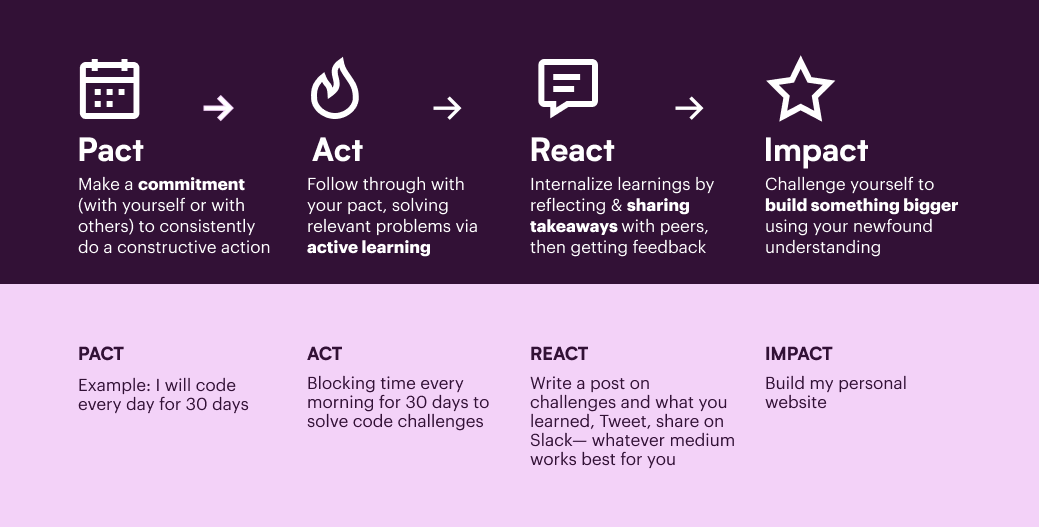 Pact
Make a commitment
(with yourself or with
others) to consistently
do a constructive action
Act
Follow through with
your pact, solving
relevant problems via
active learning
React
Internalize learnings by
reflecting & sharing
takeaways with peers,
then getting feedback
Impact
Challenge yourself to
build something bigger
using your newfound
understanding
PACT
Example: I will code
every day for 30 days
ACT
Blocking time every
morning for 30 days to
solve code challenges
REACT
Write a post on
challenges and what you
learned, Tweet, share on
Slack— whatever medium
works best for you
IMPACT
Build my personal
website